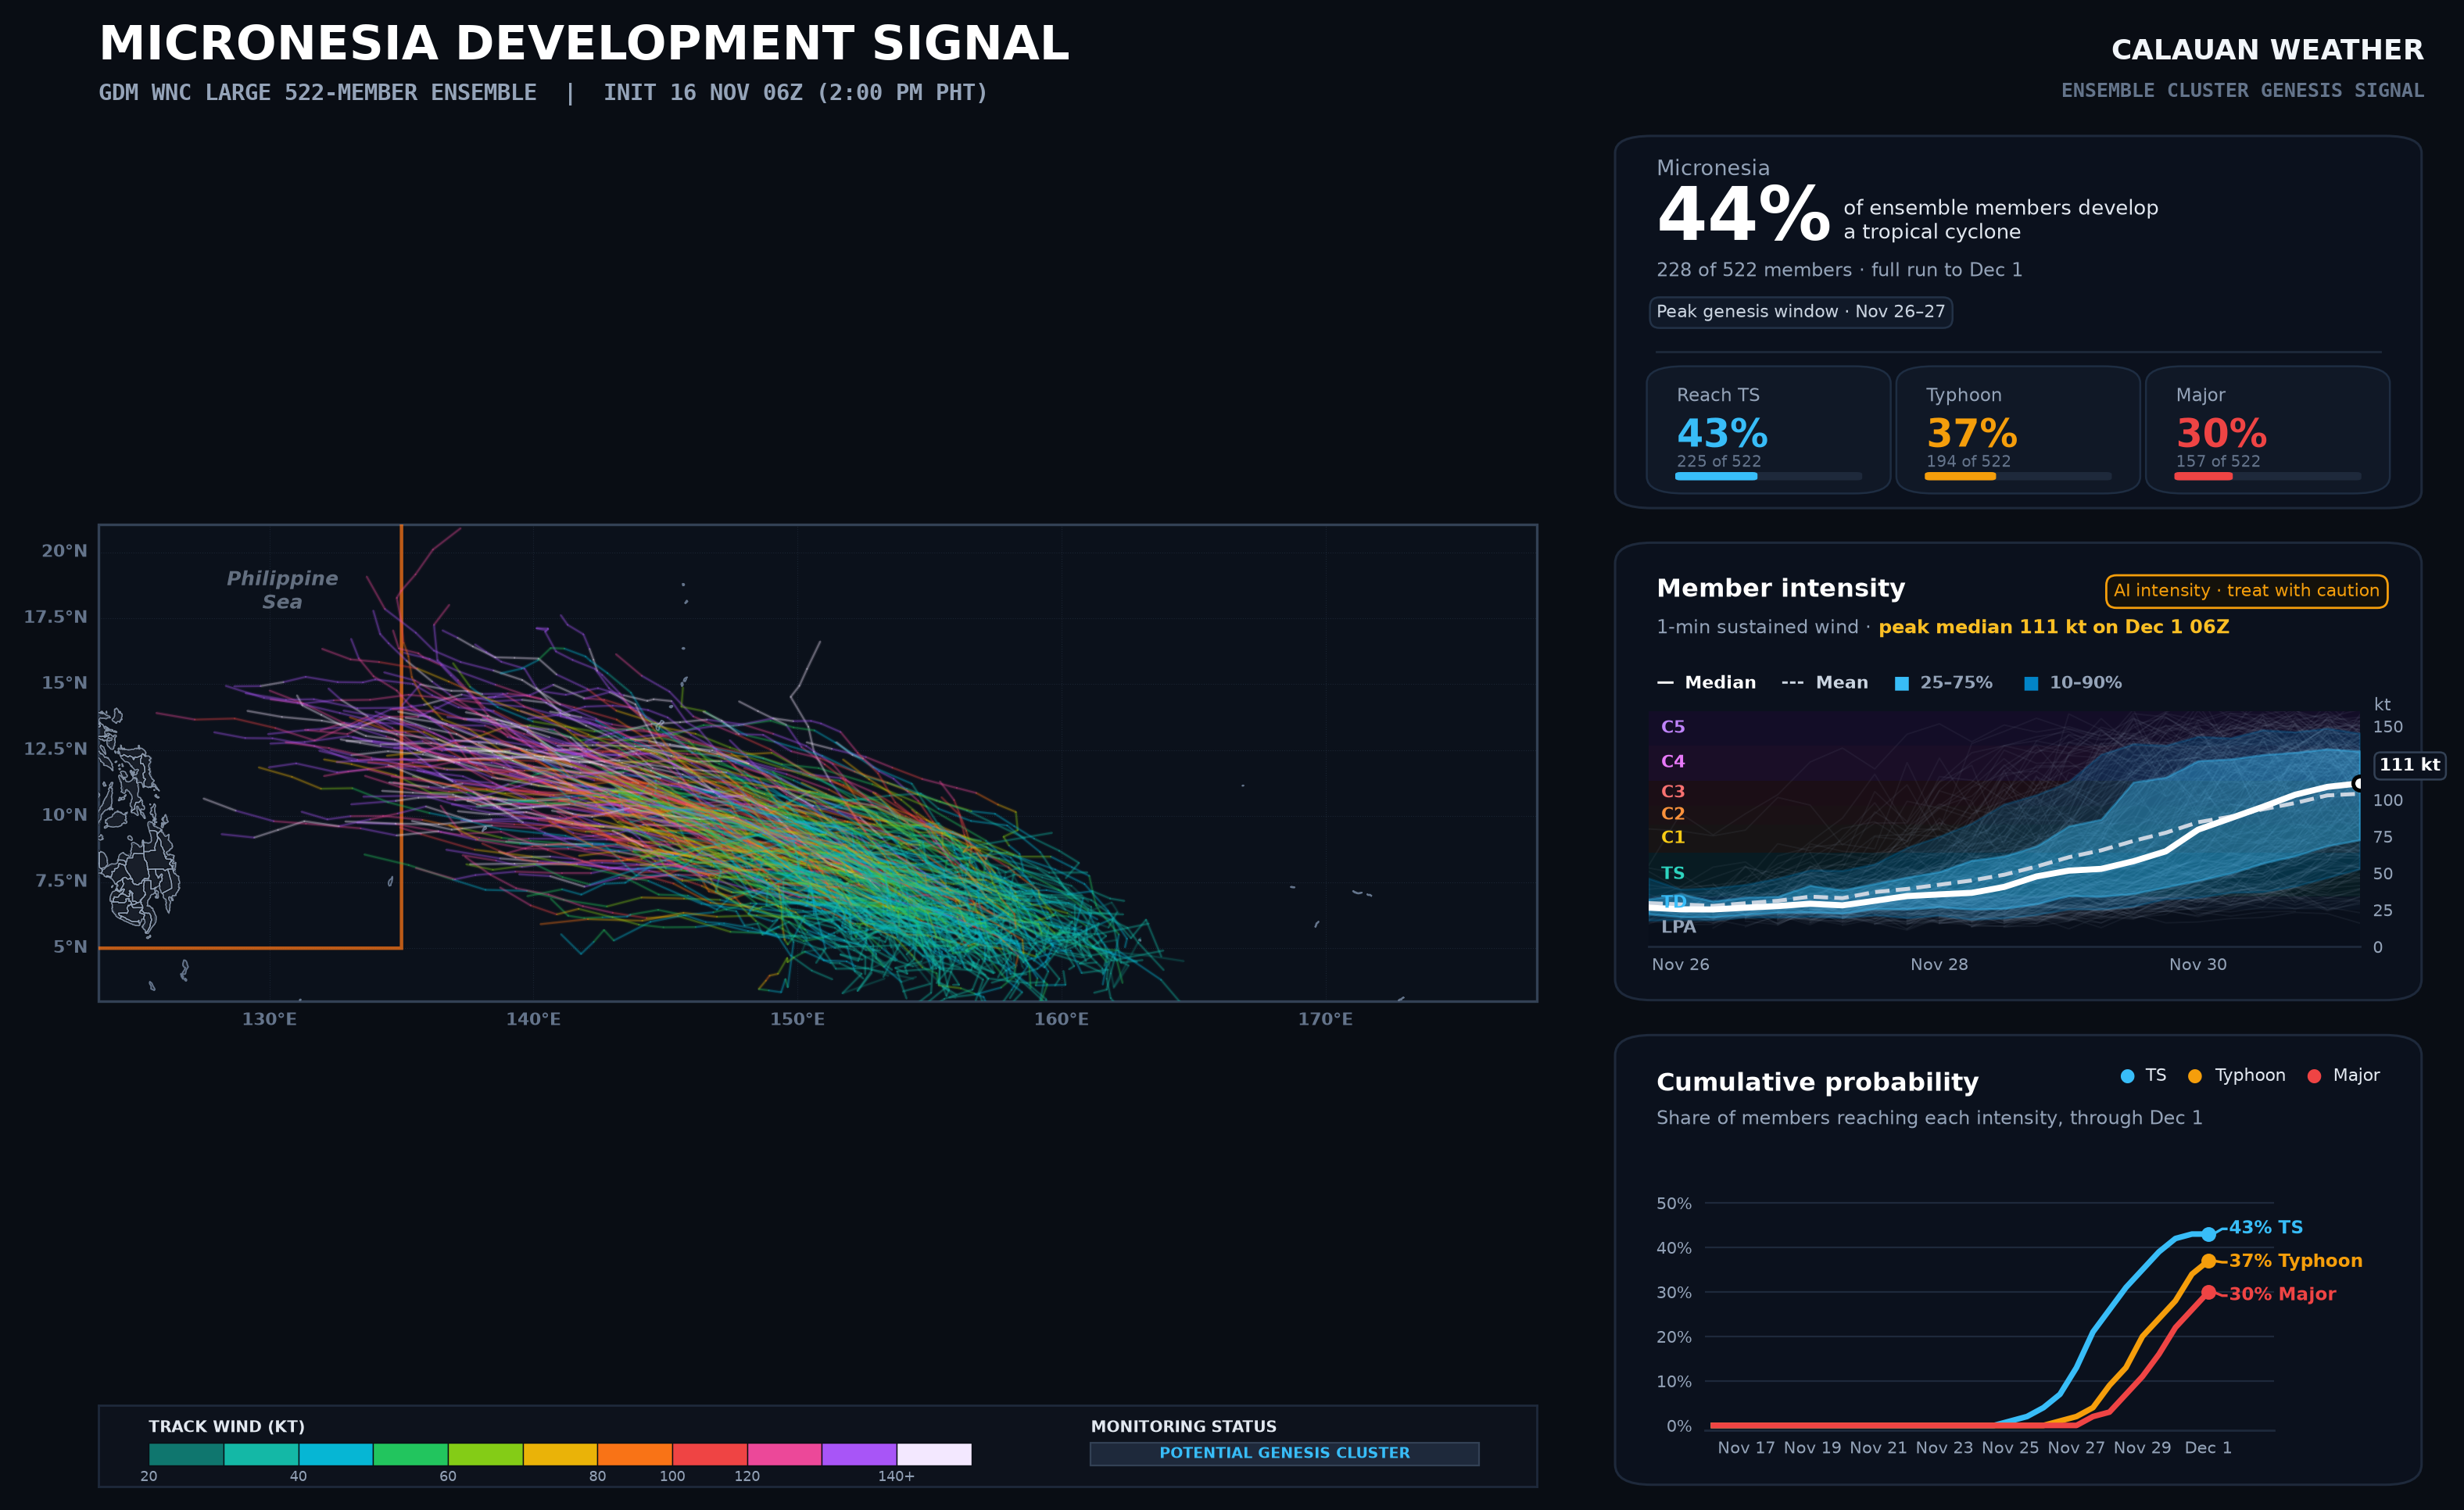 MICRONESIA DEVELOPMENT SIGNAL
GDM WNC LARGE 522-MEMBER ENSEMBLE | INIT 16 NOV 06Z (2:00 PM PHT)
CALAUAN WEATHER
ENSEMBLE CLUSTER GENESIS SIGNAL
Micronesia
44% of ensemble members develop
a tropical cyclone
228 of 522 members · full run to Dec 1
Peak genesis window · Nov 26–27
Reach TS
43%
225 of 522
Typhoon
37%
194 of 522
Major
30%
157 of 522
20°N
17.5°N
15°N
12.5°N
10°N
7.5°N
5°N
Philippine
Sea
130°E 140°E 150°E 160°E 170°E
Member intensity
AI intensity · treat with caution
1-min sustained wind · peak median 111 kt on Dec 1 06Z
Median Mean 25–75% 10–90%
kt
C5
C4
C3
C2
C1
TS
TD
LPA
150
111 kt
100
75
50
25
0
Nov 26 Nov 28 Nov 30
Cumulative probability
TS Typhoon Major
Share of members reaching each intensity, through Dec 1
50%
40%
30%
20%
10%
0%
43% TS
37% Typhoon
30% Major
Nov 17 Nov 19 Nov 21 Nov 23 Nov 25 Nov 27 Nov 29 Dec 1
TRACK WIND (KT)
20 40 60 80 100 120 140+
MONITORING STATUS
POTENTIAL GENESIS CLUSTER